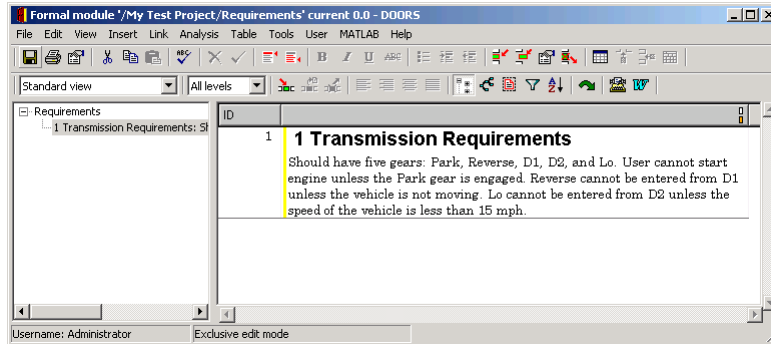 Formal module '/My Test Project/Requirements' current 0.0 - DOORS
File Edit View Insert Link Analysis Table Tools User MATLAB Help
B I U ABC
Standard view All levels
Requirements
1 Transmission Requirements: Sh
ID
1 1 Transmission Requirements
Should have five gears: Park, Reverse, D1, D2, and Lo. User cannot start
engine unless the Park gear is engaged. Reverse cannot be entered from D1
unless the vehicle is not moving. Lo cannot be entered from D2 unless the
speed of the vehicle is less than 15 mph.
Username: Administrator Exclusive edit mode